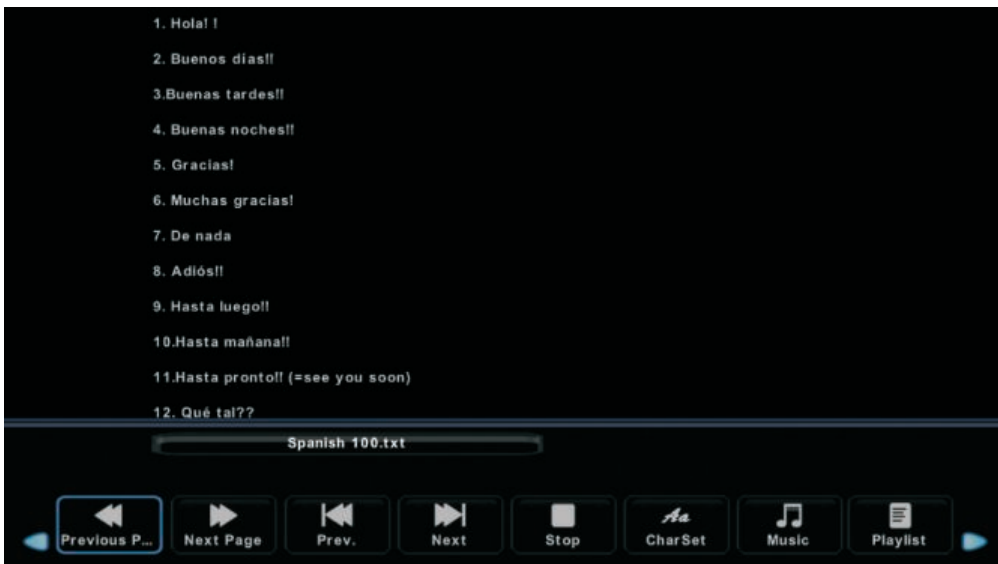 1. Hola! !
2. Buenos días!!
3.Buenas tardes!!
4. Buenas noches!!
5. Gracias!
6. Muchas gracias!
7. De nada
8. Adiós!!
9. Hasta luego!!
10.Hasta mañana!!
11.Hasta pronto!! (=see you soon)
12. Qué tal??
Spanish 100.txt
Previous P... Next Page Prev. Next Stop Aa CharSet Music Playlist